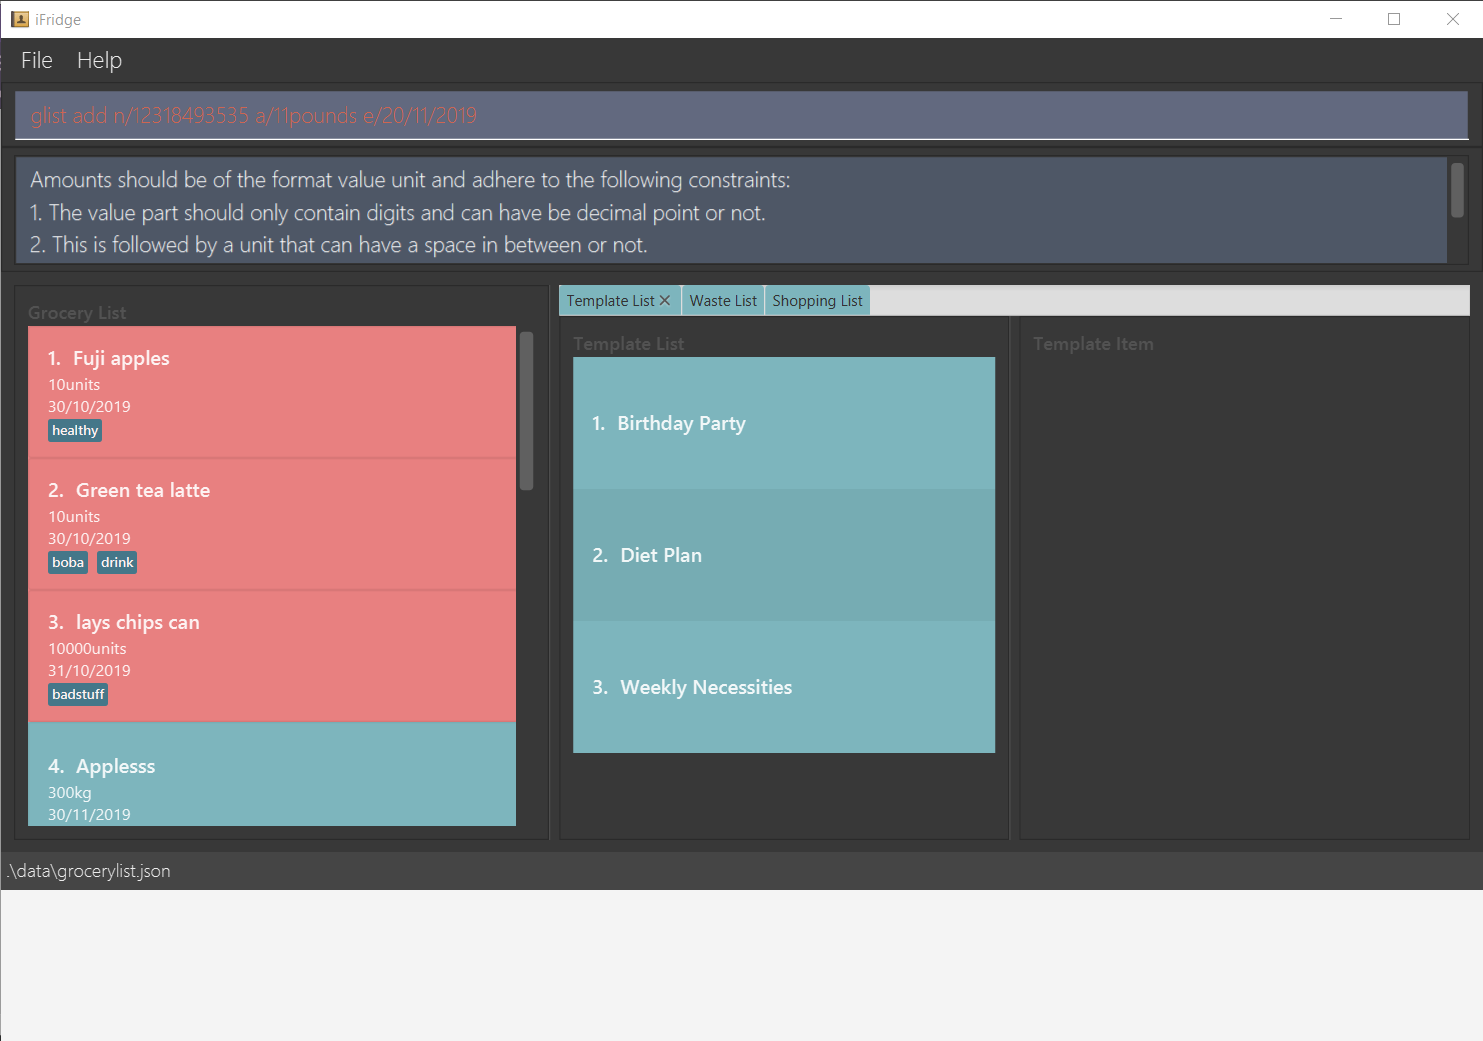 iFridge
File Help
glist add n/12318493535 a/11pounds e/20/11/2019
Amounts should be of the format value unit and adhere to the following constraints:
1. The value part should only contain digits and can have be decimal point or not.
2. This is followed by a unit that can have a space in between or not.
Grocery List
1. Fuji apples
10units
30/10/2019
healthy
2. Green tea latte
10units
30/10/2019
boba drink
3. lays chips can
10000units
31/10/2019
badstuff
4. Applesss
300kg
30/11/2019
Template List Waste List Shopping List
Template List
1. Birthday Party
2. Diet Plan
3. Weekly Necessities
Template Item
.\data\grocerylist.json